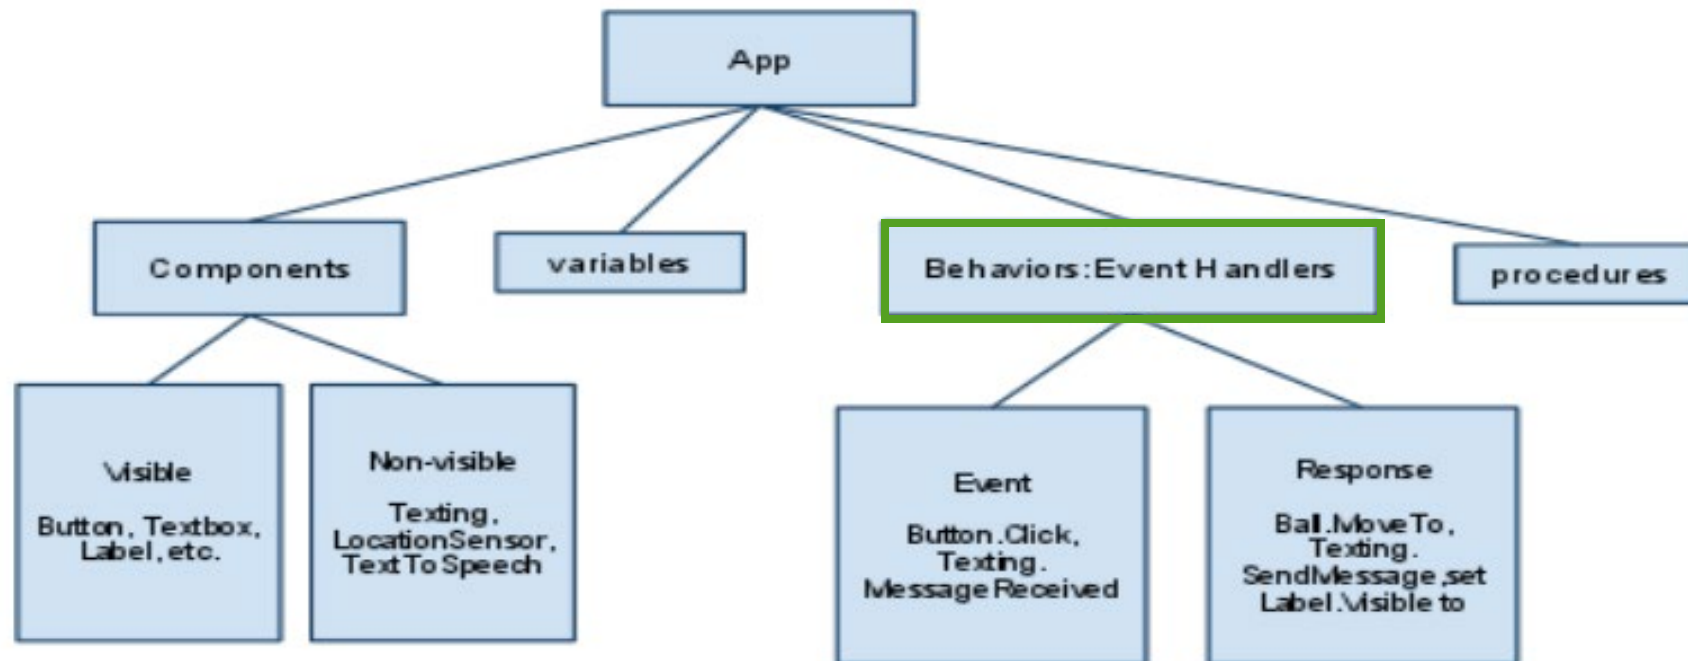 App
Components
variables
Behaviors:Event Handlers
procedures
Visible
Button, Textbox,
Label, etc.
Non-visible
Texting,
LocationSensor,
TextToSpeech
Event
Button.Click,
Texting.
MessageReceived
Response
Ball.MoveTo,
Texting.
SendMessage,set
Label.Visible to